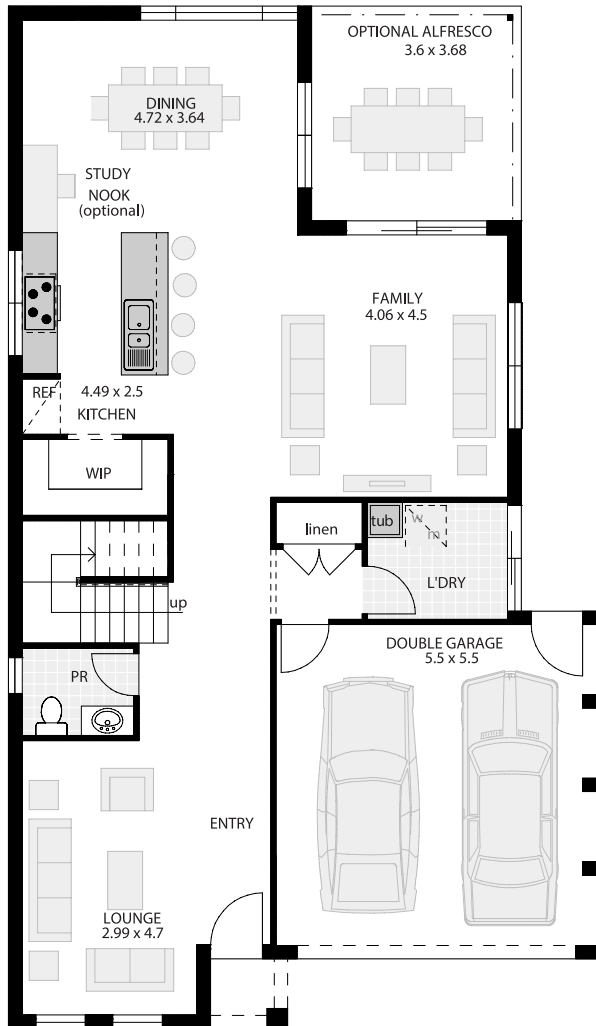 OPTIONAL ALFRESCO
3.6 x 3.68
DINING
4.72 x 3.64
STUDY
NOOK
(optional)
FAMILY
4.06 x 4.5
REF
4.49 x 2.5
KITCHEN
WIP
linen
tub
w
m
L'DRY
up
DOUBLE GARAGE
5.5 x 5.5
PR
ENTRY
LOUNGE
2.99 x 4.7